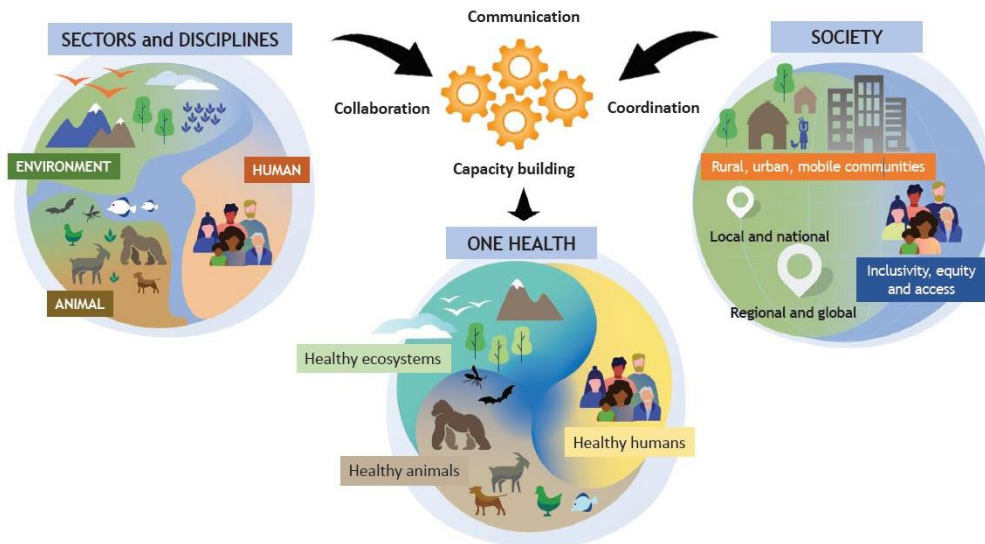 SECTORS and DISCIPLINES
ENVIRONMENT
HUMAN
ANIMAL
Communication
Collaboration
Coordination
Capacity building
SOCIETY
Rural, urban, mobile communities
Local and national
Inclusivity, equity
and access
Regional and global
ONE HEALTH
Healthy ecosystems
Healthy humans
Healthy animals